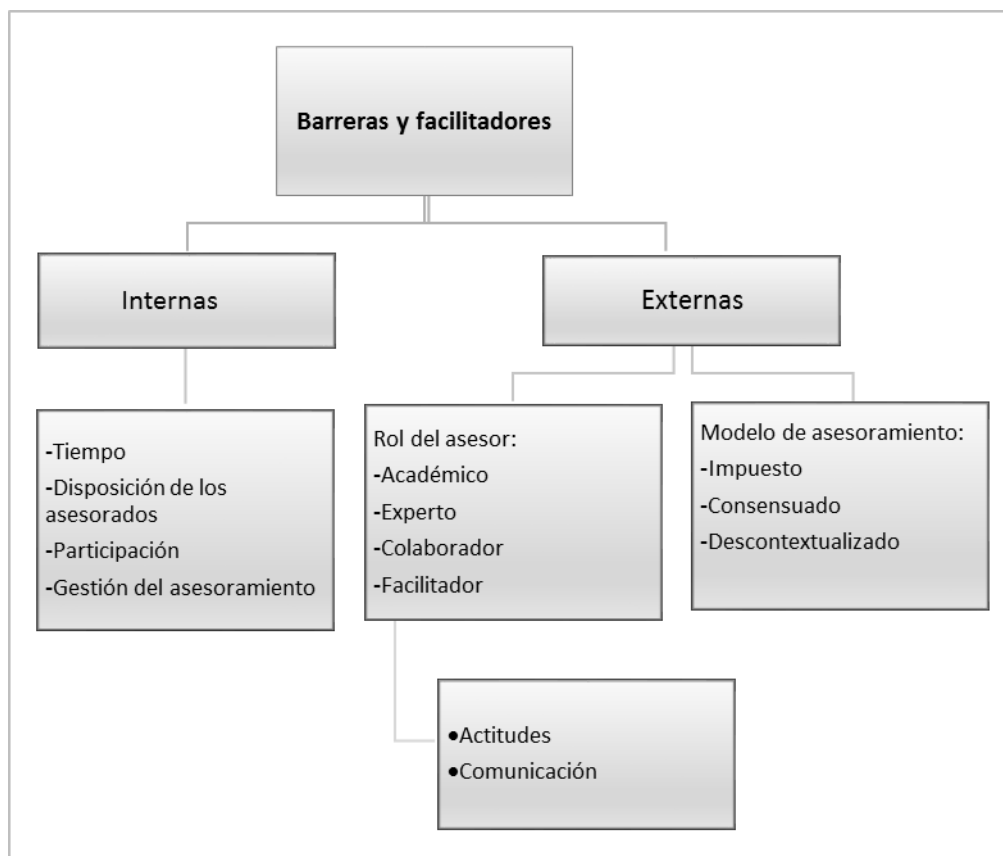 Barreras y facilitadores
Internas
Externas
-Tiempo
-Disposición de los
asesorados
-Participación
-Gestión del asesoramiento
Rol del asesor:
-Académico
-Experto
-Colaborador
-Facilitador
Modelo de asesoramiento:
-Impuesto
-Consensuado
-Descontextualizado
•Actitudes
•Comunicación